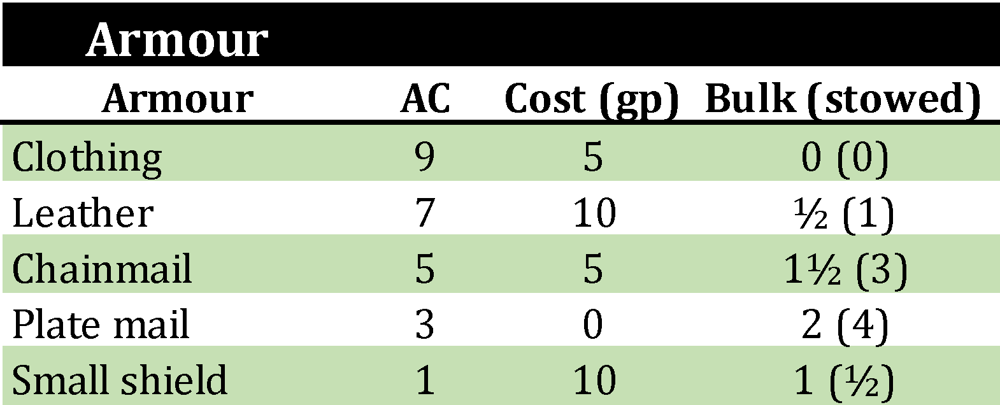 Armour
Armour AC Cost (gp) Bulk (stowed)
Clothing 9 5 0 (0)
Leather 7 10 ½ (1)
Chainmail 5 5 1½ (3)
Plate mail 3 0 2 (4)
Small shield 1 10 1 (½)